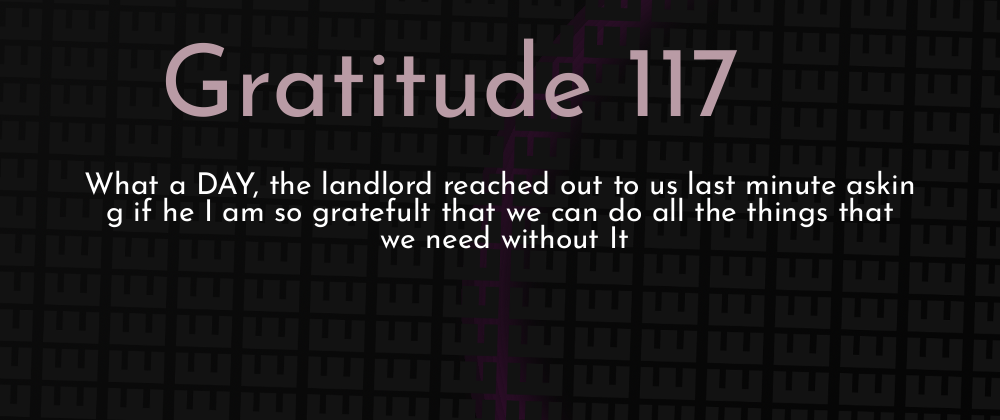 Gratitude 117
What a DAY, the landlord reached out to us last minute askin
g if he I am so gratefult that we can do all the things that
we need without It